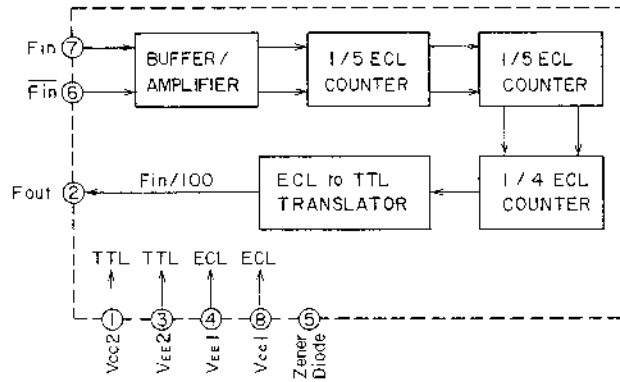 Fin ⑦
BUFFER/
AMPLIFIER
1/5 ECL
COUNTER
1/5 ECL
COUNTER
F̅i̅n̅ ⑥
Fout ②
Fin/100
ECL to TTL
TRANSLATOR
1/4 ECL
COUNTER
TTL TTL ECL ECL
① ③ ④ ⑧ ⑤
VCC2
VEE2
VEE1
VCC1
Zener
Diode